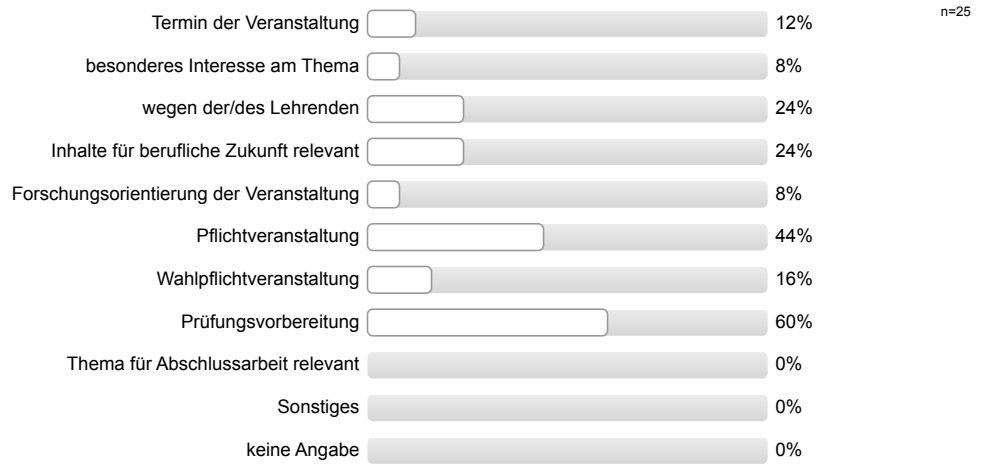 n=25
Termin der Veranstaltung 12%
besonderes Interesse am Thema 8%
wegen der/des Lehrenden 24%
Inhalte für berufliche Zukunft relevant 24%
Forschungsorientierung der Veranstaltung 8%
Pflichtveranstaltung 44%
Wahlpflichtveranstaltung 16%
Prüfungsvorbereitung 60%
Thema für Abschlussarbeit relevant 0%
Sonstiges 0%
keine Angabe 0%